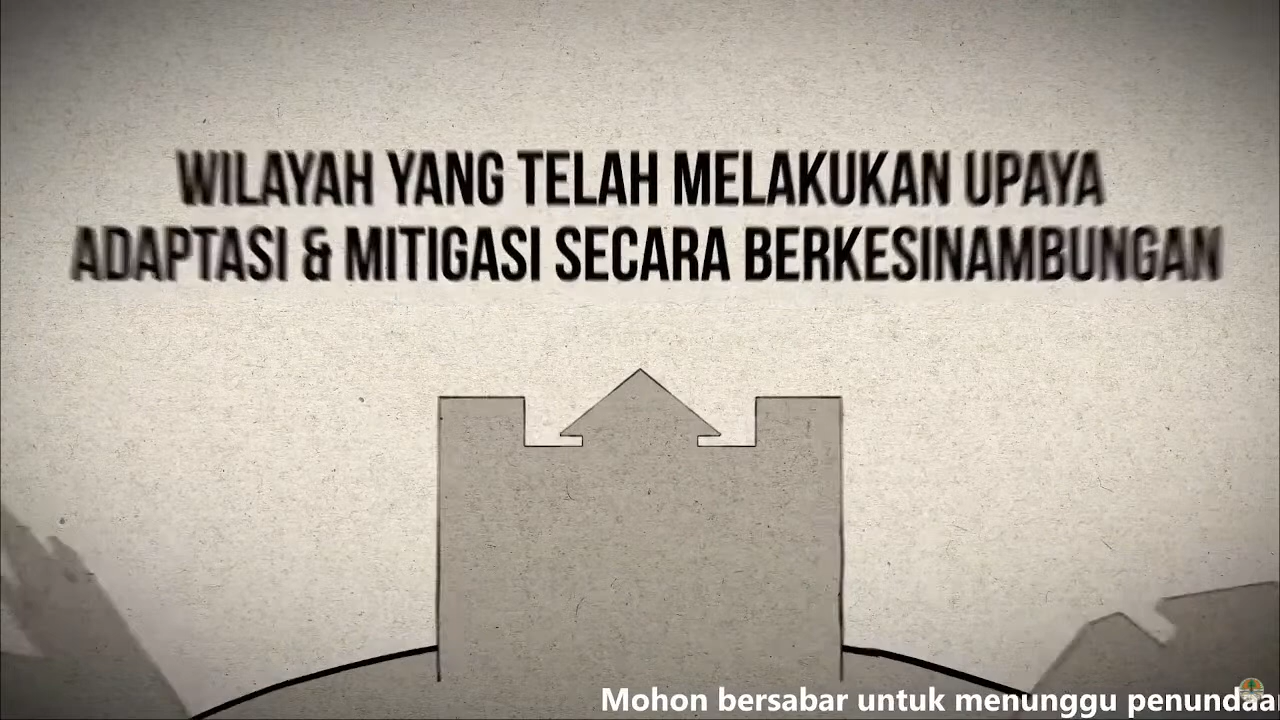 WILAYAH YANG TELAH MELAKUKAN UPAYA
ADAPTASI & MITIGASI SECARA BERKESINAMBUNGAN
Mohon bersabar untuk menunggu